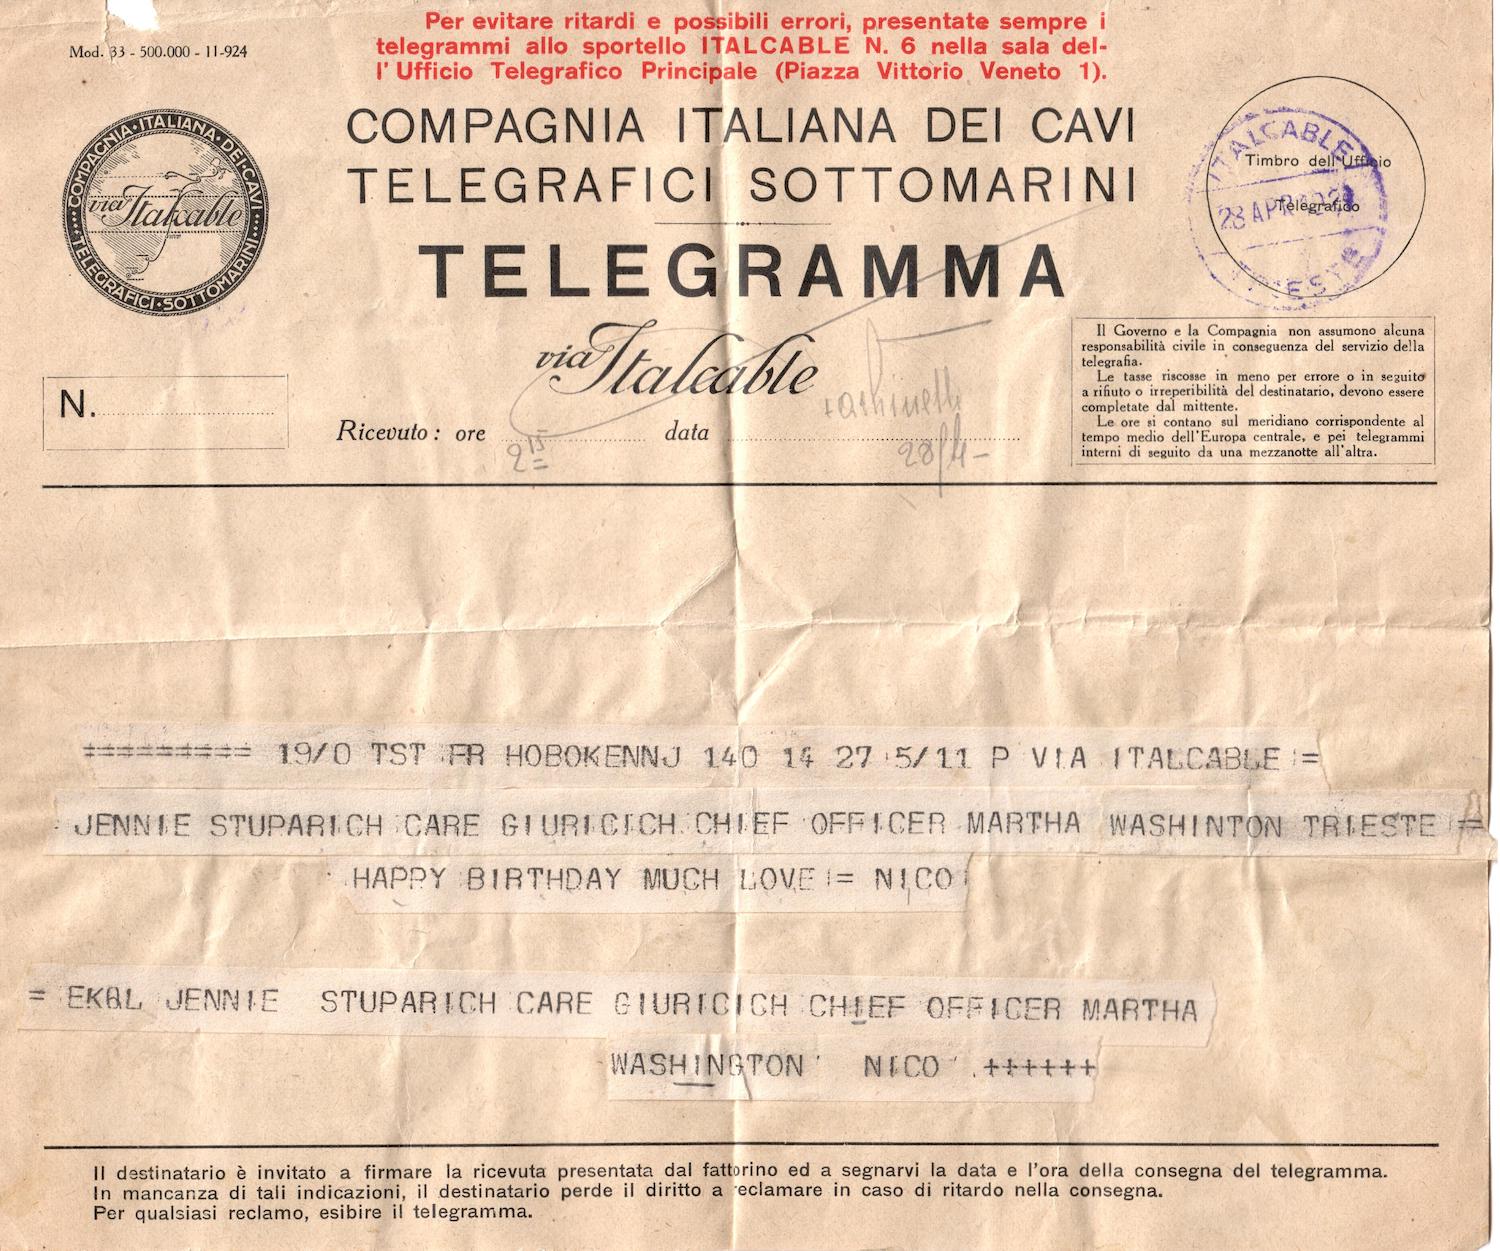 Per evitare ritardi e possibili errori, presentate sempre i
telegrammi allo sportello ITALCABLE N. 6 nella sala del-
l'Ufficio Telegrafico Principale (Piazza Vittorio Veneto 1).
Mod. 33 - 500.000 - 11-924
COMPAGNIA ITALIANA DEI CAVI
TELEGRAFICI SOTTOMARINI
COMPAGNIA·ITALIANA·DEI·CAVI
TELEGRAFICI·SOTTOMARINI
via Italcable
Timbro dell'Ufficio
Telegrafico
ITALCABLE
28 APR
TRIESTE
TELEGRAMMA
via Italcable
N.
Ricevuto: ore 2 15 data 28/4-
Il Governo e la Compagnia non assumono alcuna
responsabilità civile in conseguenza del servizio della
telegrafia.
Le tasse riscosse in meno per errore o in seguito
a rifiuto o irreperibilità del destinatario, devono essere
completate dal mittente.
Le ore si contano sul meridiano corrispondente al
tempo medio dell'Europa centrale, e pei telegrammi
interni di seguito da una mezzanotte all'altra.
========= 19/0 TST FR HOBOKENNJ 140 14 27 5/11 P VIA ITALCABLE =
JENNIE STUPARICH CARE GIURICICH CHIEF OFFICER MARTHA WASHINTON TRIESTE =
HAPPY BIRTHDAY MUCH LOVE = NICO
= JENNIE STUPARICH CARE GIURICICH CHIEF OFFICER MARTHA
WASHINGTON NICO ++++++
Il destinatario è invitato a firmare la ricevuta presentata dal fattorino ed a segnarvi la data e l'ora della consegna del telegramma.
In mancanza di tali indicazioni, il destinatario perde il diritto a reclamare in caso di ritardo nella consegna.
Per qualsiasi reclamo, esibire il telegramma.